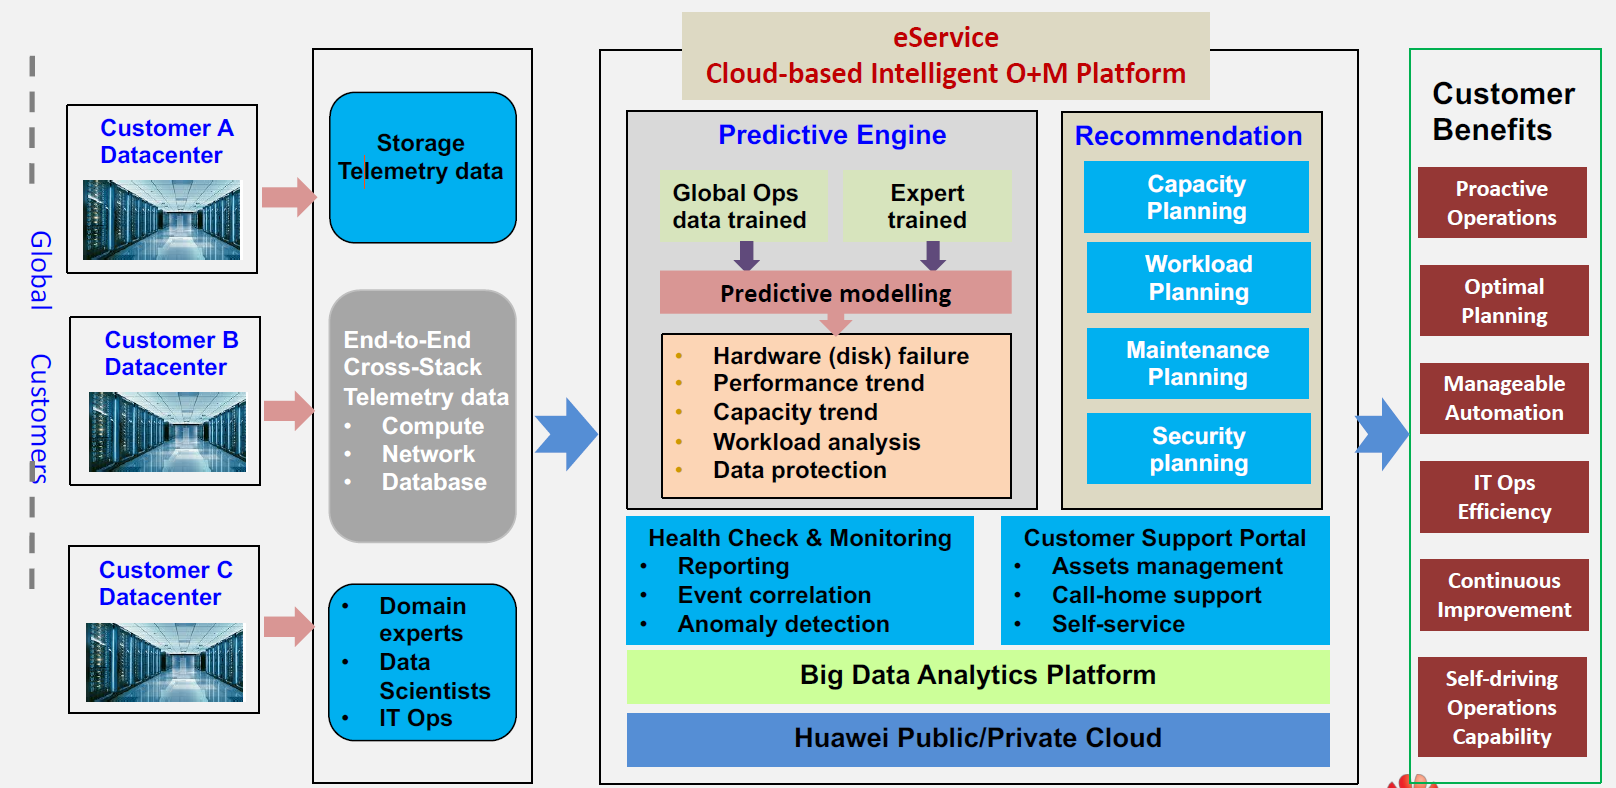 eService
Cloud-based Intelligent O+M Platform
Global Customers
Customer A
Datacenter
Customer B
Datacenter
Customer C
Datacenter
Storage
Telemetry data
End-to-End
Cross-Stack
Telemetry data
• Compute
• Network
• Database
• Domain
experts
• Data
Scientists
• IT Ops
Predictive Engine
Global Ops
data trained
Expert
trained
Predictive modelling
• Hardware (disk) failure
• Performance trend
• Capacity trend
• Workload analysis
• Data protection
Recommendation
Capacity
Planning
Workload
Planning
Maintenance
Planning
Security
planning
Health Check & Monitoring
• Reporting
• Event correlation
• Anomaly detection
Customer Support Portal
• Assets management
• Call-home support
• Self-service
Big Data Analytics Platform
Huawei Public/Private Cloud
Customer
Benefits
Proactive
Operations
Optimal
Planning
Manageable
Automation
IT Ops
Efficiency
Continuous
Improvement
Self-driving
Operations
Capability